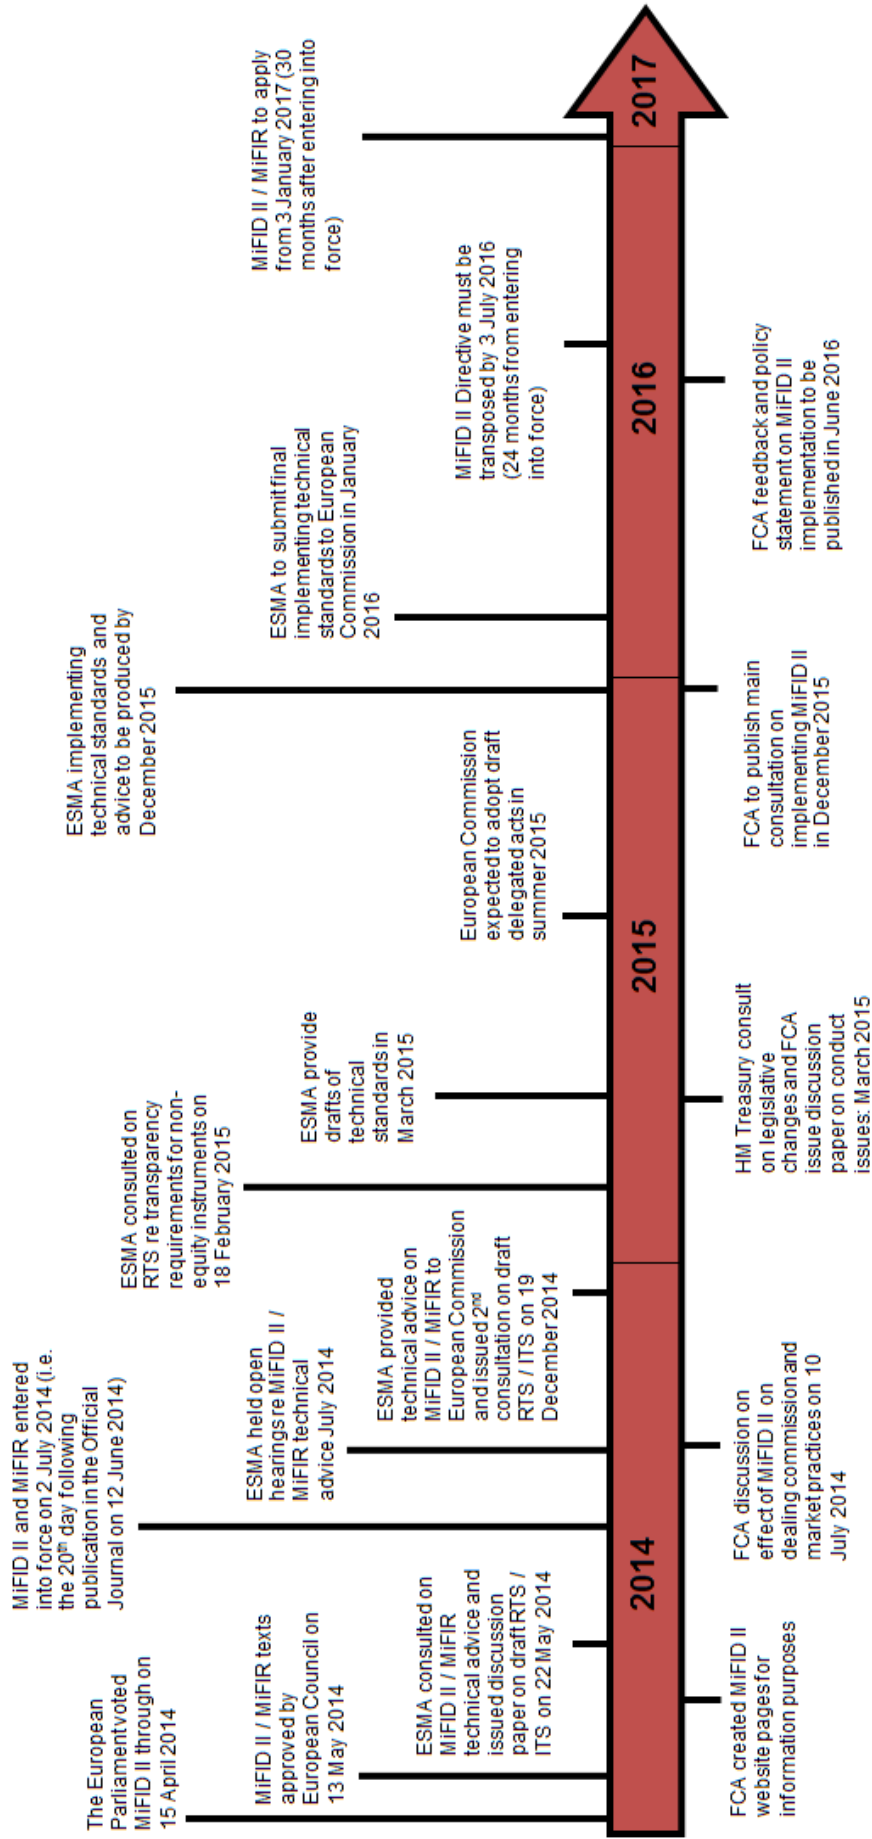 The European
Parliament voted
MiFID II through on
15 April 2014
MiFID II / MiFIR texts
approved by
European Council on
13 May 2014
ESMA consulted on
MiFID II / MiFIR
technical advice and
issued discussion
paper on draft RTS /
ITS on 22 May 2014
MiFID II and MiFIR entered
into force on 2 July 2014 (i.e.
the 20th day following
publication in the Official
Journal on 12 June 2014)
ESMA held open
hearings re MiFID II /
MiFIR technical
advice July 2014
ESMA provided
technical advice on
MiFID II / MiFIR to
European Commission
and issued 2nd
consultation on draft
RTS / ITS on 19
December 2014
ESMA consulted on
RTS re transparency
requirements for non-
equity instruments on
18 February 2015
ESMA provide
drafts of
technical
standards in
March 2015
European Commission
expected to adopt draft
delegated acts in
summer 2015
ESMA implementing
technical standards and
advice to be produced by
December 2015
ESMA to submit final
implementing technical
standards to European
Commission in January
2016
MiFID II Directive must be
transposed by 3 July 2016
(24 months from entering
into force)
MiFID II / MiFIR to apply
from 3 January 2017 (30
months after entering into
force)
2014
2015
2016
2017
FCA created MiFID II
website pages for
information purposes
FCA discussion on
effect of MiFID II on
dealing commission and
market practices on 10
July 2014
HM Treasury consult
on legislative
changes and FCA
issue discussion
paper on conduct
issues: March 2015
FCA to publish main
consultation on
implementing MiFID II
in December 2015
FCA feedback and policy
statement on MiFID II
implementation to be
published in June 2016